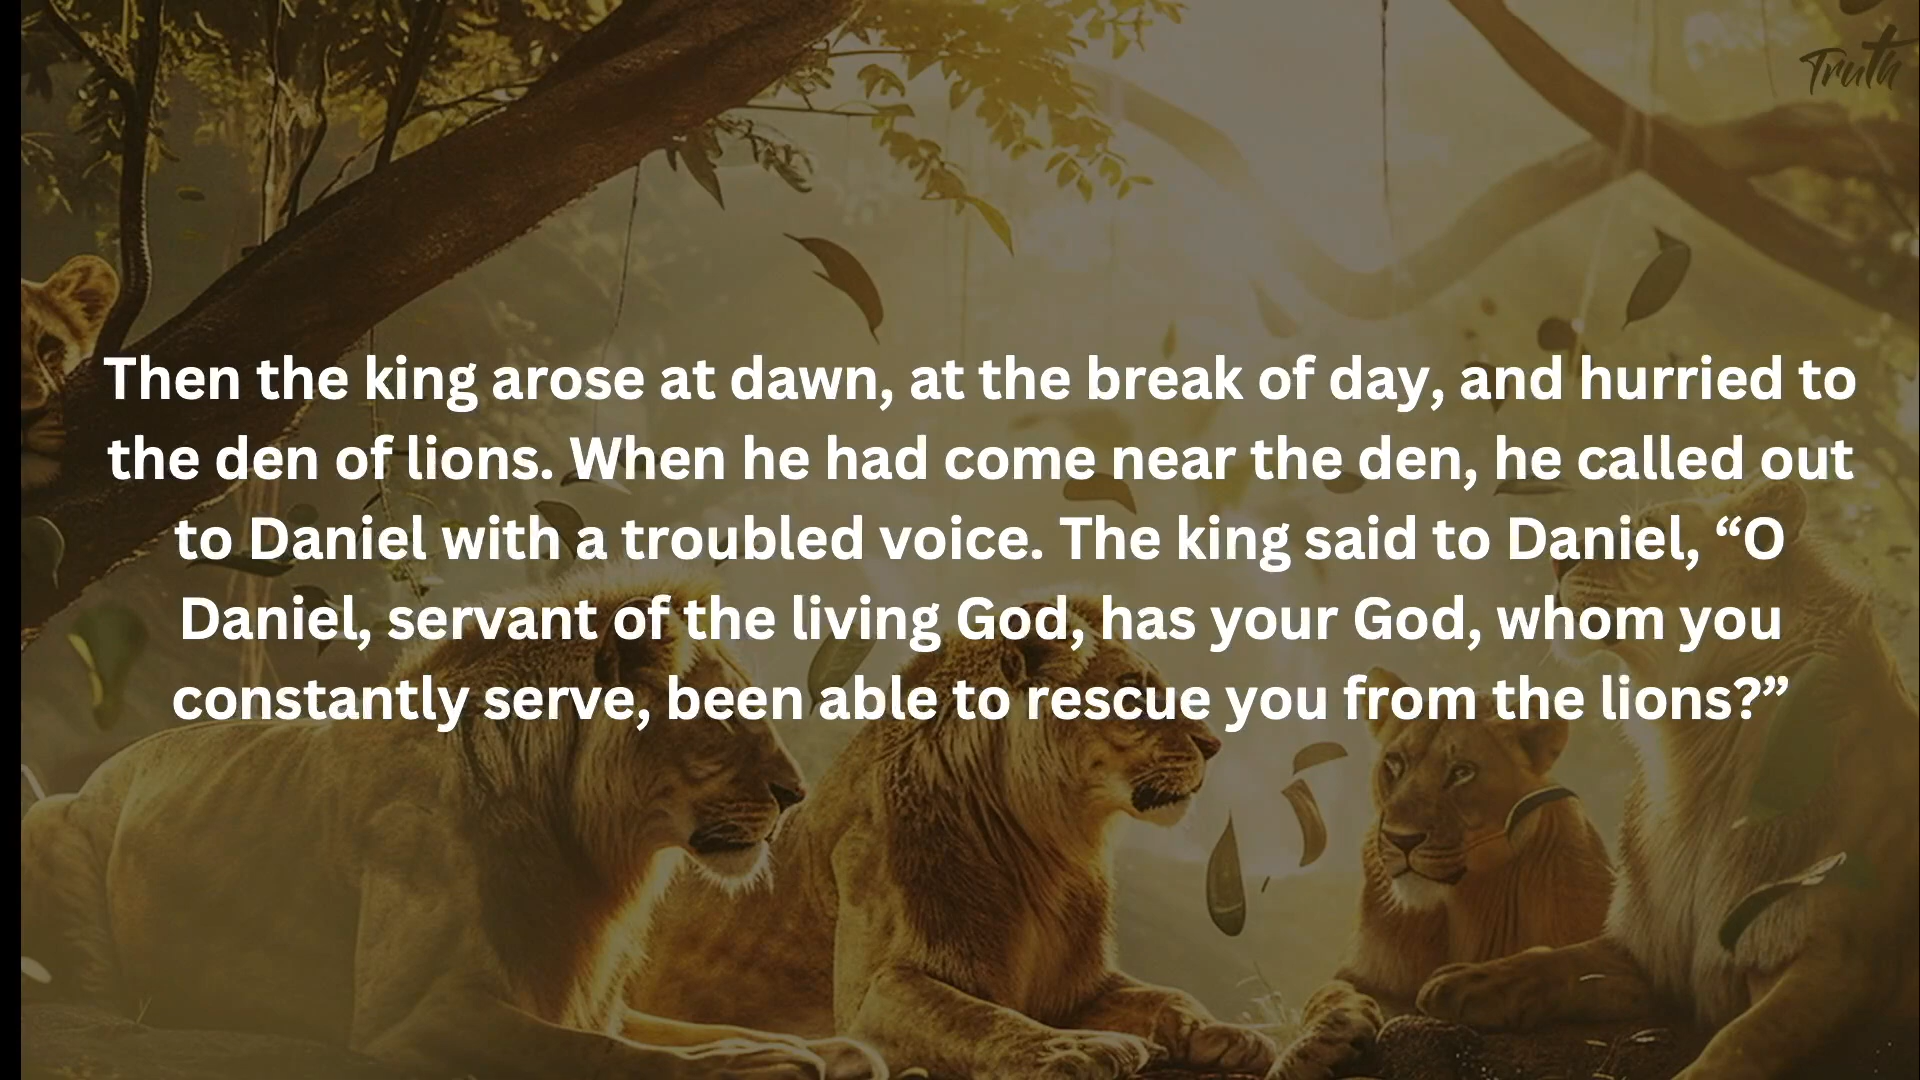 Truth
Then the king arose at dawn, at the break of day, and hurried to
the den of lions. When he had come near the den, he called out
to Daniel with a troubled voice. The king said to Daniel, “O
Daniel, servant of the living God, has your God, whom you
constantly serve, been able to rescue you from the lions?”